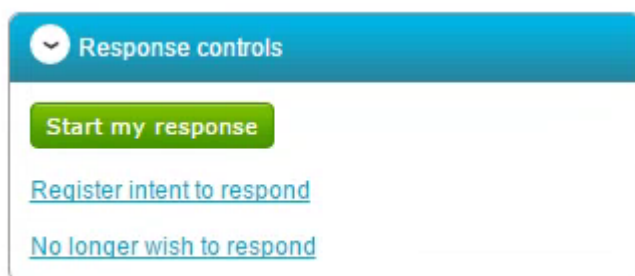 Response controls
Start my response
Register intent to respond
No longer wish to respond